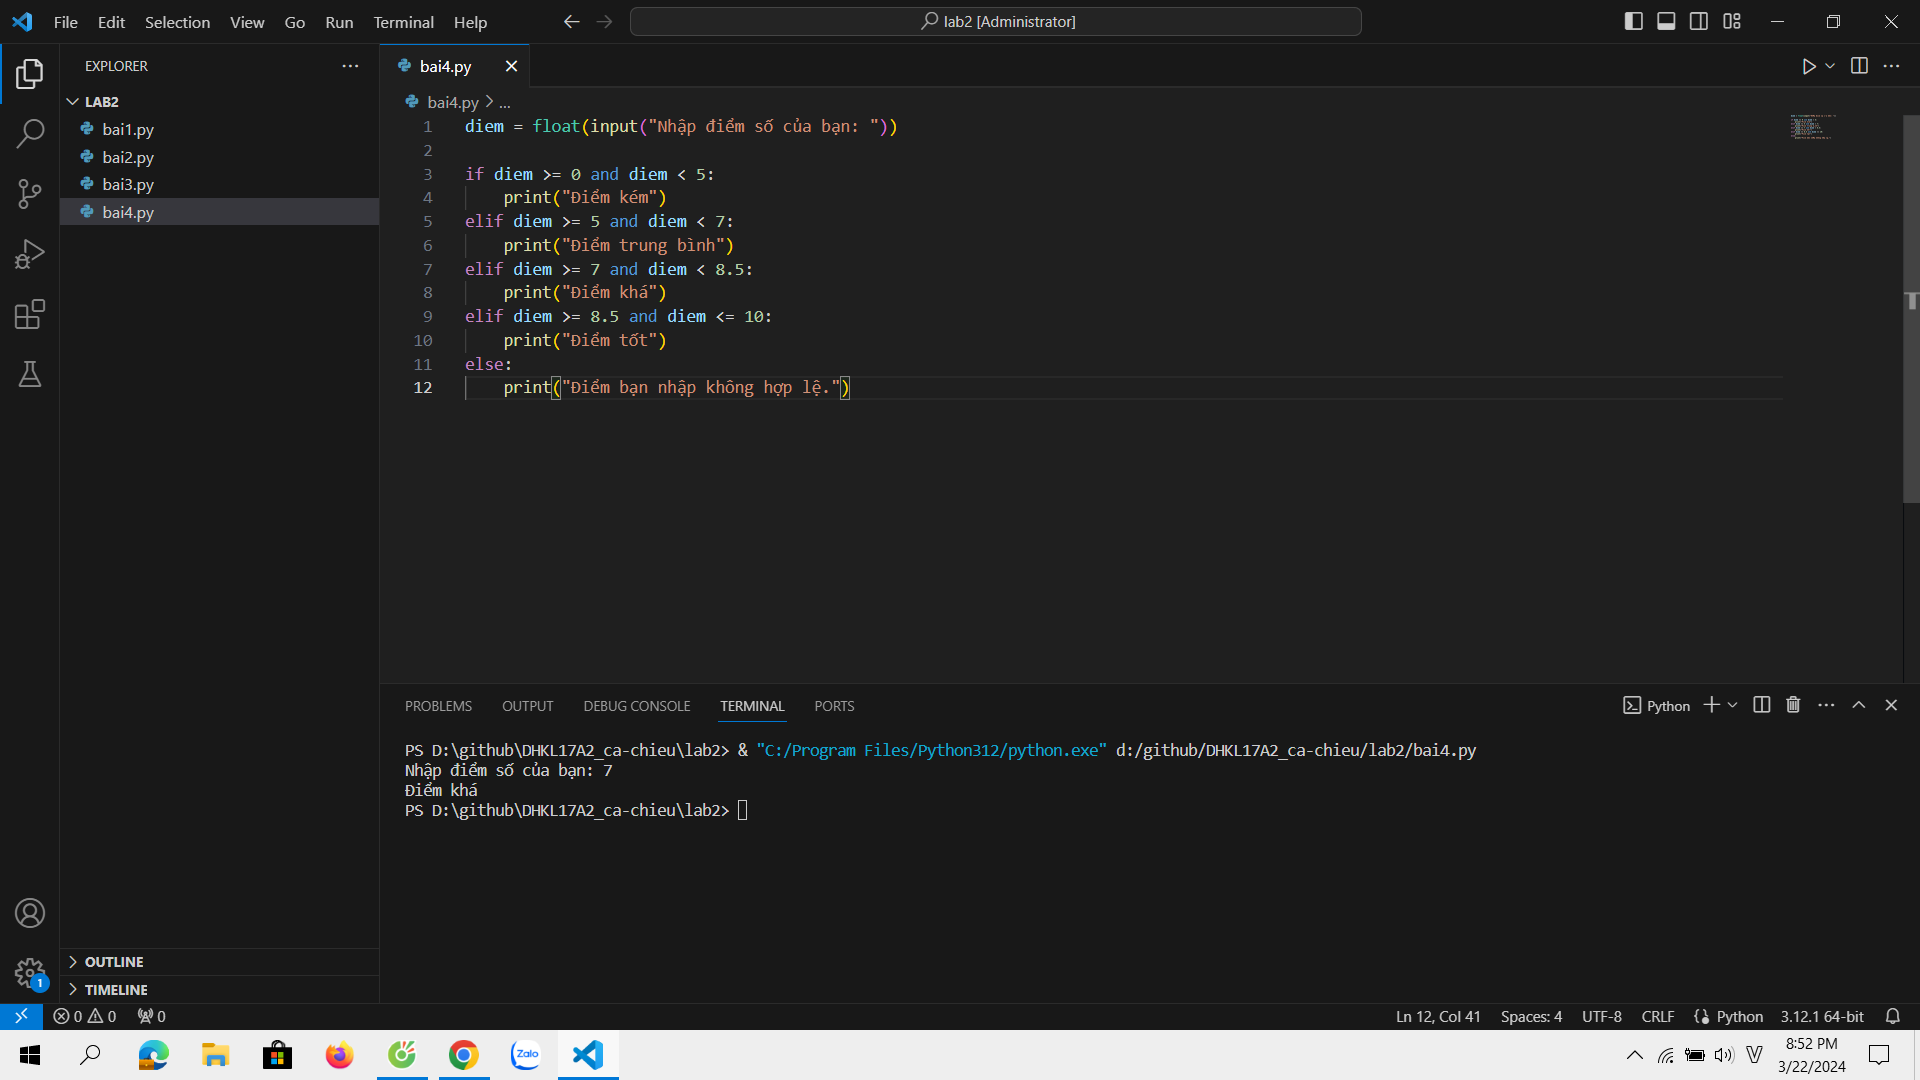 File Edit Selection View Go Run Terminal Help
lab2 [Administrator]
EXPLORER
LAB2
bai1.py
bai2.py
bai3.py
bai4.py
bai4.py
bai4.py > ...
1 diem = float(input("Nhập điểm số của bạn: "))
2
3 if diem >= 0 and diem < 5:
4 print("Điểm kém")
5 elif diem >= 5 and diem < 7:
6 print("Điểm trung bình")
7 elif diem >= 7 and diem < 8.5:
8 print("Điểm khá")
9 elif diem >= 8.5 and diem <= 10:
10 print("Điểm tốt")
11 else:
12 print("Điểm bạn nhập không hợp lệ.")
PROBLEMS OUTPUT DEBUG CONSOLE TERMINAL PORTS
Python
PS D:\github\DHKL17A2_ca-chieu\lab2> & "C:/Program Files/Python312/python.exe" d:/github/DHKL17A2_ca-chieu/lab2/bai4.py
Nhập điểm số của bạn: 7
Điểm khá
PS D:\github\DHKL17A2_ca-chieu\lab2>
OUTLINE
1
TIMELINE
0 0 0
Ln 12, Col 41 Spaces: 4 UTF-8 CRLF Python 3.12.1 64-bit
Zalo
V
8:52 PM
3/22/2024